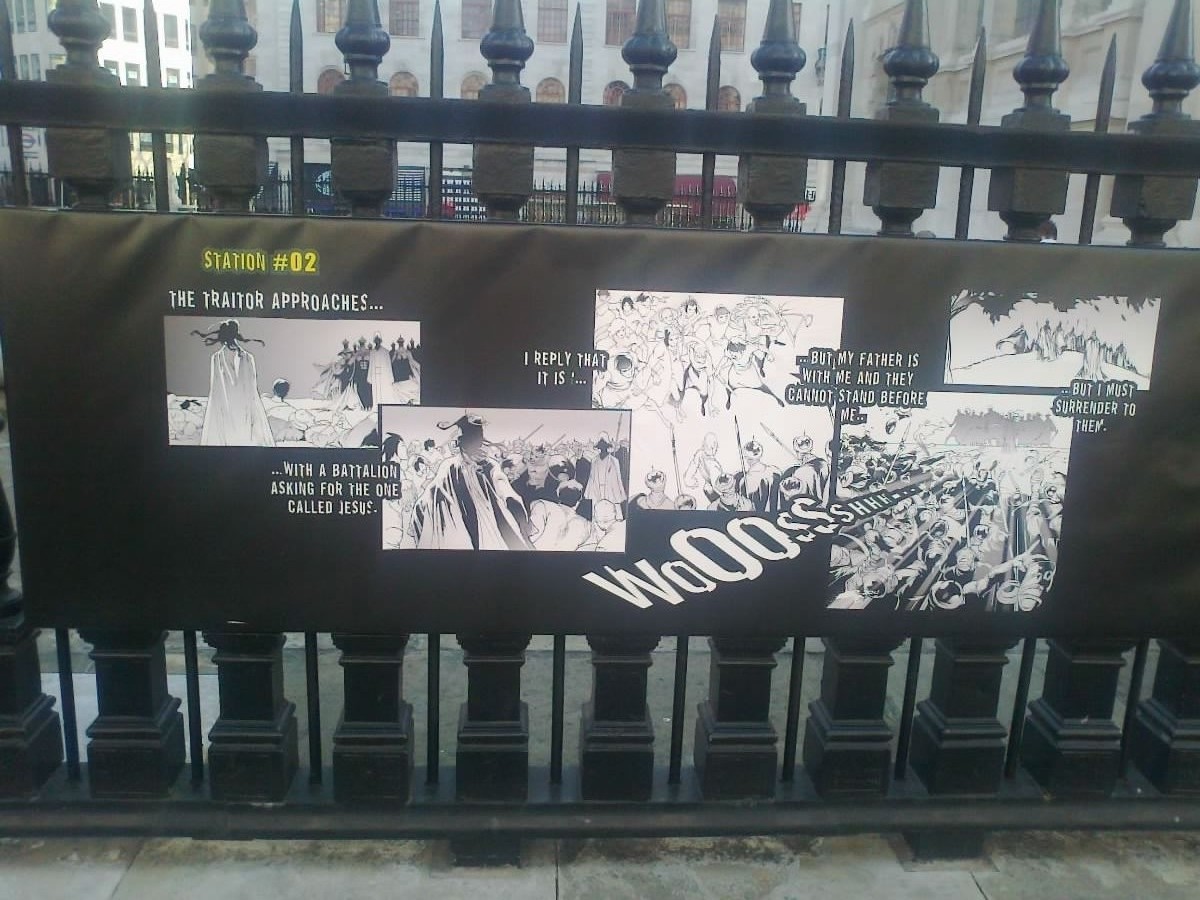 STATION #02
THE TRAITOR APPROACHES...
...WITH A BATTALION
ASKING FOR THE ONE
CALLED JESUS.
I REPLY THAT
IT IS I...
WOOOSSSSHHH...
...BUT MY FATHER IS
WITH ME AND THEY
CANNOT STAND BEFORE
ME...
...BUT I MUST
SURRENDER TO
THEM.